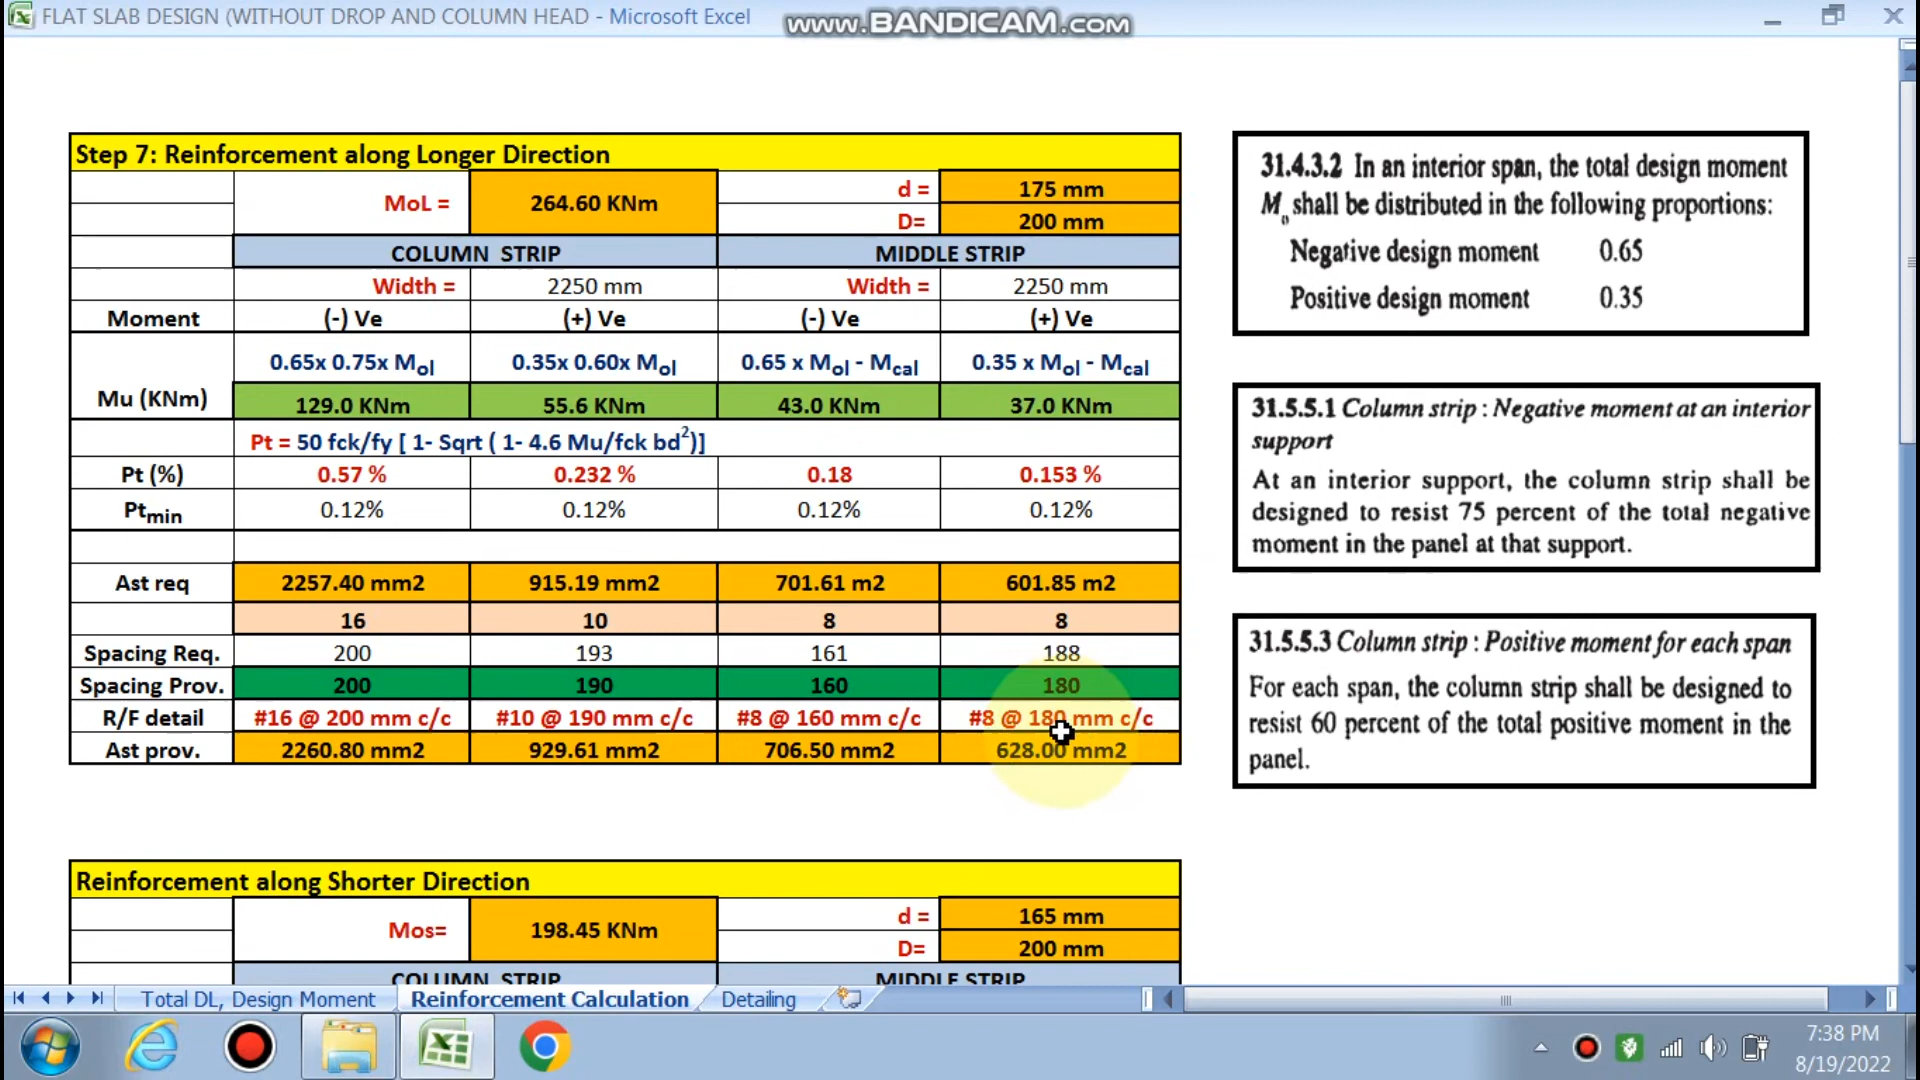 FLAT SLAB DESIGN (WITHOUT DROP AND COLUMN HEAD - Microsoft Excel
www.BANDICAM.com
Step 7: Reinforcement along Longer Direction
MoL = 264.60 KNm d = 175 mm
D= 200 mm
COLUMN STRIP MIDDLE STRIP
Width = 2250 mm Width = 2250 mm
Moment (-) Ve (+) Ve (-) Ve (+) Ve
0.65x 0.75x Mol 0.35x 0.60x Mol 0.65 x Mol - Mcal 0.35 x Mol - Mcal
Mu (KNm) 129.0 KNm 55.6 KNm 43.0 KNm 37.0 KNm
Pt = 50 fck/fy [ 1- Sqrt ( 1- 4.6 Mu/fck bd2)]
Pt (%) 0.57 % 0.232 % 0.18 0.153 %
Ptmin 0.12% 0.12% 0.12% 0.12%
Ast req 2257.40 mm2 915.19 mm2 701.61 m2 601.85 m2
16 10 8 8
Spacing Req. 200 193 161 188
Spacing Prov. 200 190 160 180
R/F detail #16 @ 200 mm c/c #10 @ 190 mm c/c #8 @ 160 mm c/c #8 @ 180 mm c/c
Ast prov. 2260.80 mm2 929.61 mm2 706.50 mm2 628.00 mm2
Reinforcement along Shorter Direction
Mos= 198.45 KNm d = 165 mm
D= 200 mm
COLUMN STRIP MIDDLE STRIP
31.4.3.2 In an interior span, the total design moment
Mo shall be distributed in the following proportions:
Negative design moment 0.65
Positive design moment 0.35
31.5.5.1 Column strip : Negative moment at an interior
support
At an interior support, the column strip shall be
designed to resist 75 percent of the total negative
moment in the panel at that support.
31.5.5.3 Column strip : Positive moment for each span
For each span, the column strip shall be designed to
resist 60 percent of the total positive moment in the
panel.
Total DL, Design Moment Reinforcement Calculation Detailing
7:38 PM
8/19/2022